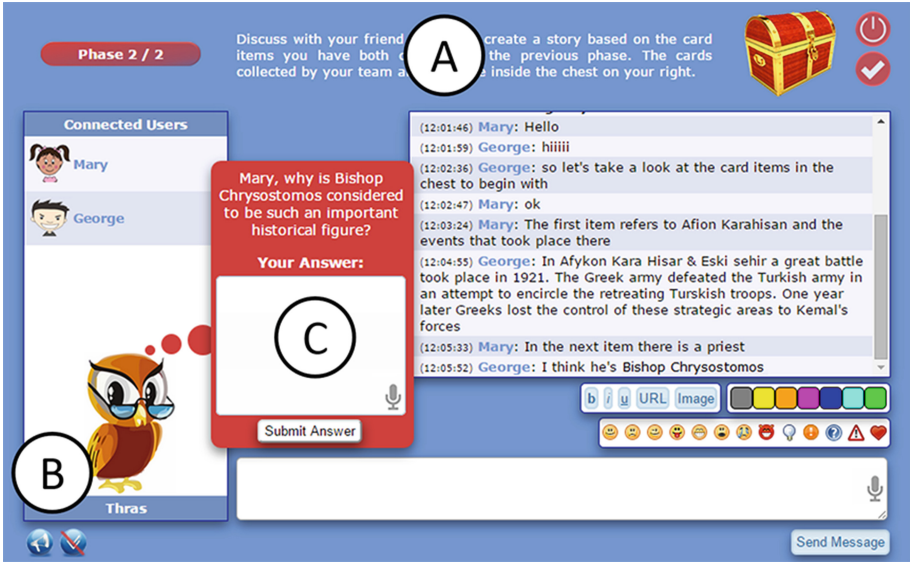 Phase 2 / 2
Discuss with your friend create a story based on the card
items you have both the previous phase. The cards
collected by your team inside the chest on your right.
A
Connected Users
Mary
George
Thras
B
Mary, why is Bishop
Chrysostomos considered
to be such an important
historical figure?
Your Answer:
C
Submit Answer
(12:01:46) Mary: Hello
(12:01:59) George: hiiiii
(12:02:36) George: so let's take a look at the card items in the
chest to begin with
(12:02:47) Mary: ok
(12:03:24) Mary: The first item refers to Afion Karahisan and the
events that took place there
(12:04:55) George: In Afykon Kara Hisar & Eski sehir a great battle
took place in 1921. The Greek army defeated the Turkish army in
an attempt to encircle the retreating Turskish troops. One year
later Greeks lost the control of these strategic areas to Kemal's
forces
(12:05:33) Mary: In the next item there is a priest
(12:05:52) George: I think he's Bishop Chrysostomos
b i u URL Image
Send Message